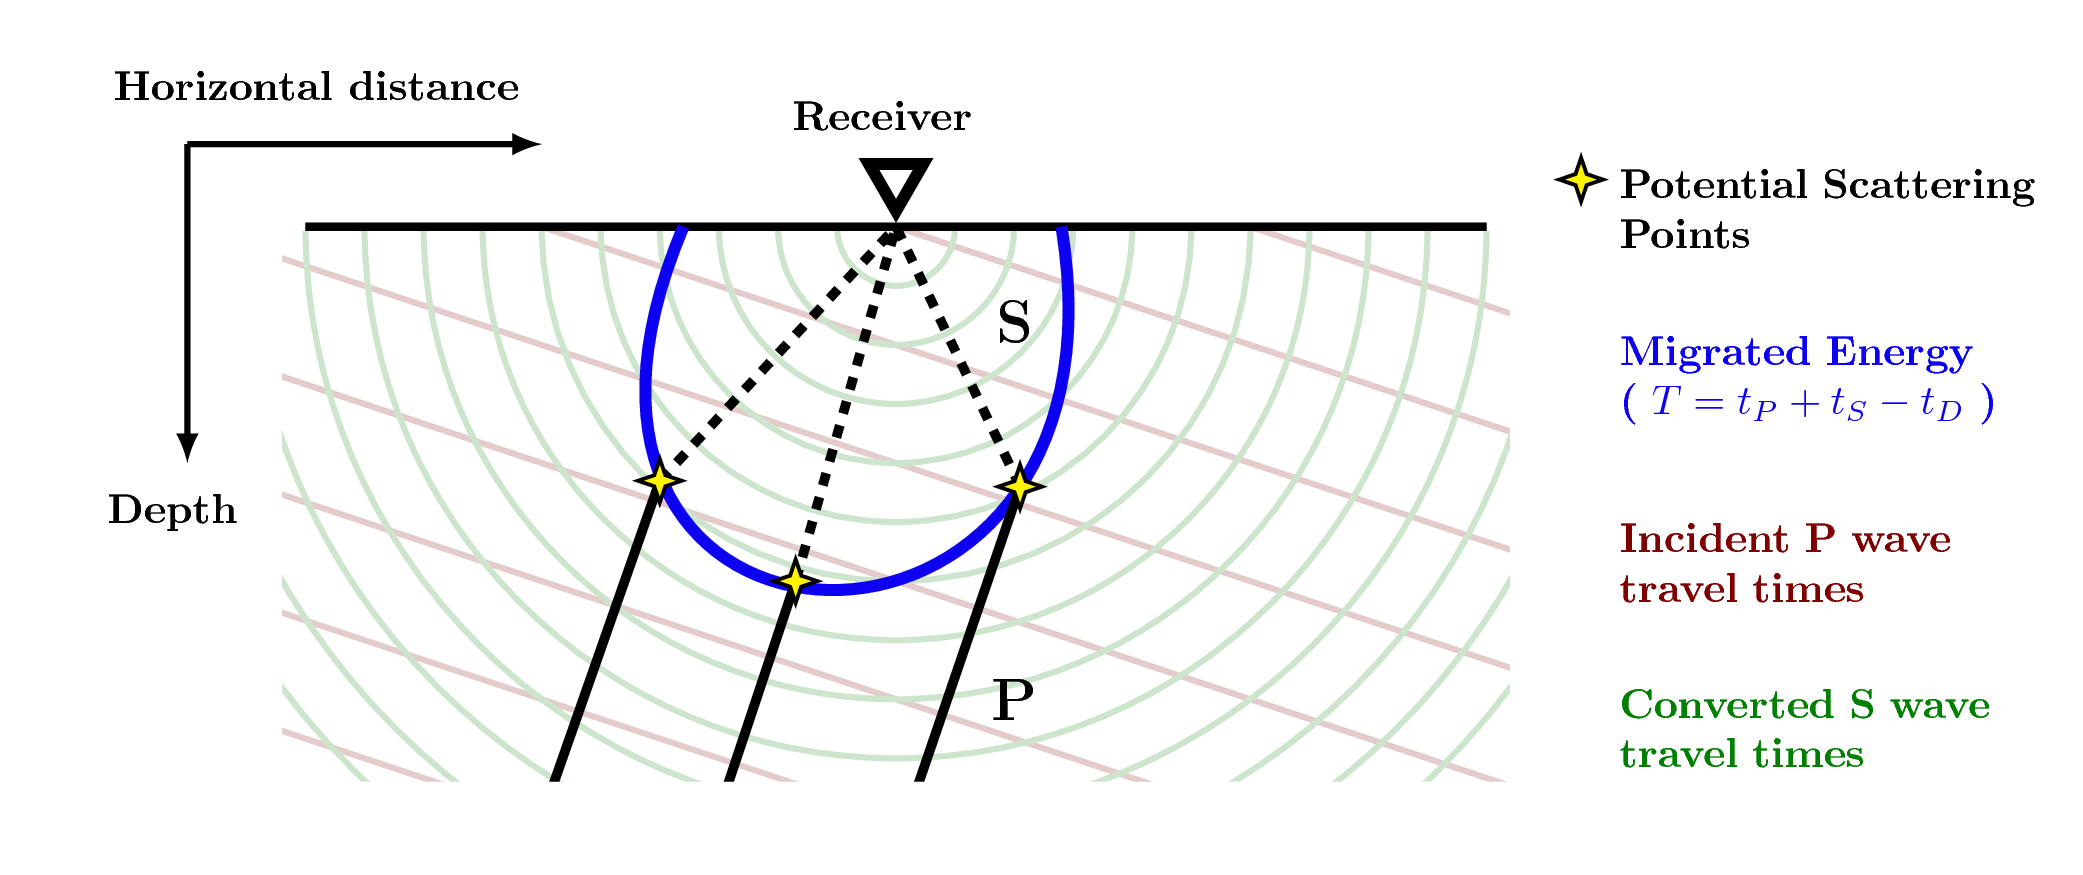 Horizontal distance
Receiver
Potential Scattering
Points
S
Migrated Energy
( T = t_P + t_S − t_D )
Depth
Incident P wave
travel times
P
Converted S wave
travel times